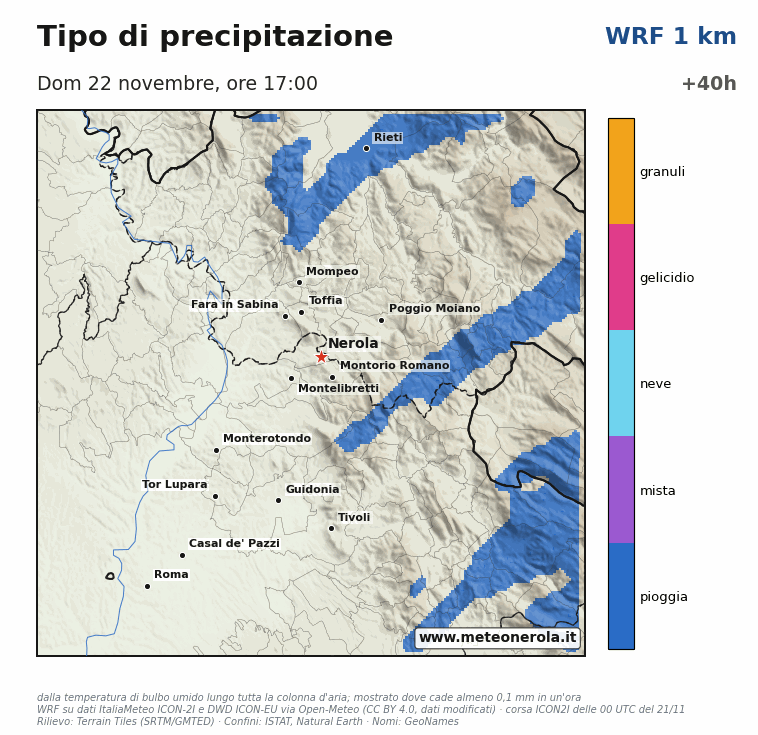 Tipo di precipitazione
WRF 1 km
Dom 22 novembre, ore 17:00
+40h
Rieti
granuli
gelicidio
Mompeo
Fara in Sabina
Toffia
Poggio Moiano
Nerola
Montorio Romano
Montelibretti
neve
Monterotondo
mista
Tor Lupara
Guidonia
Tivoli
Casal de' Pazzi
Roma
pioggia
www.meteonerola.it
dalla temperatura di bulbo umido lungo tutta la colonna d'aria; mostrato dove cade almeno 0,1 mm in un'ora
WRF su dati ItaliaMeteo ICON-2I e DWD ICON-EU via Open-Meteo (CC BY 4.0, dati modificati) · corsa ICON2I delle 00 UTC del 21/11
Rilievo: Terrain Tiles (SRTM/GMTED) · Confini: ISTAT, Natural Earth · Nomi: GeoNames